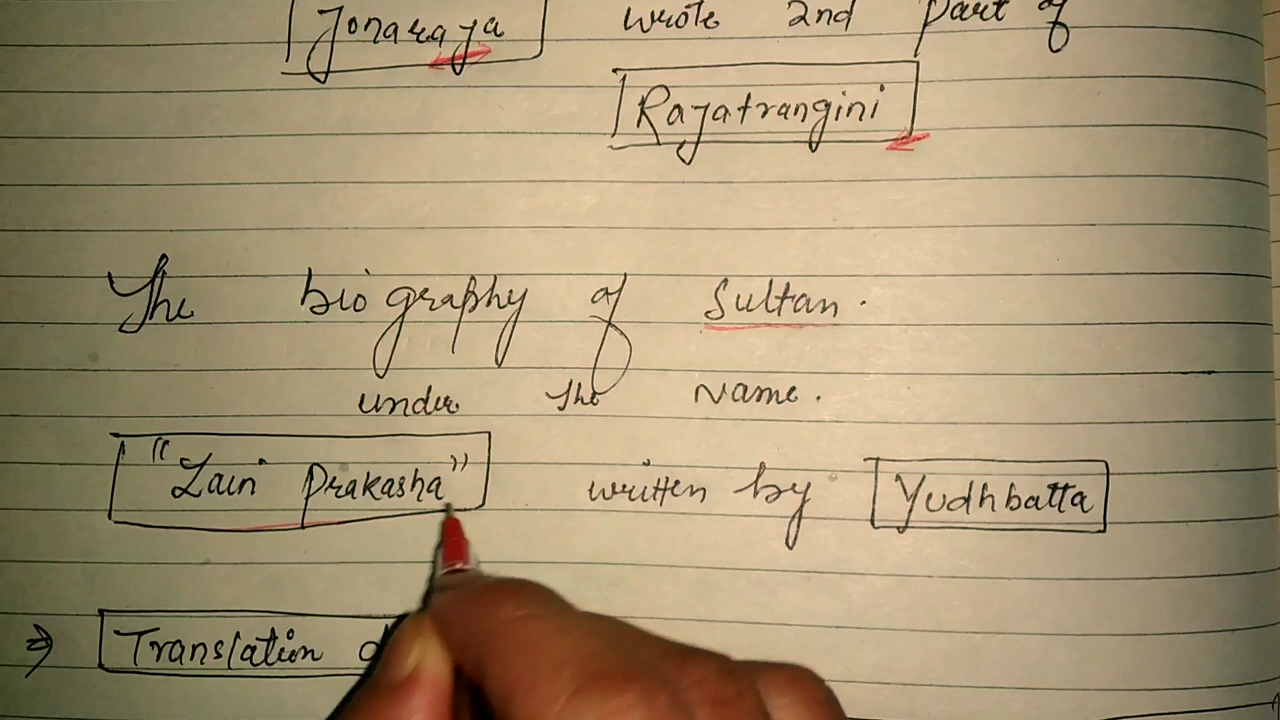 Jonaraja wrote 2nd part of
Rajatrangini
The biography of Sultan.
under the name.
"Zain Prakasha" written by Yudhbatta
⇒ Translation